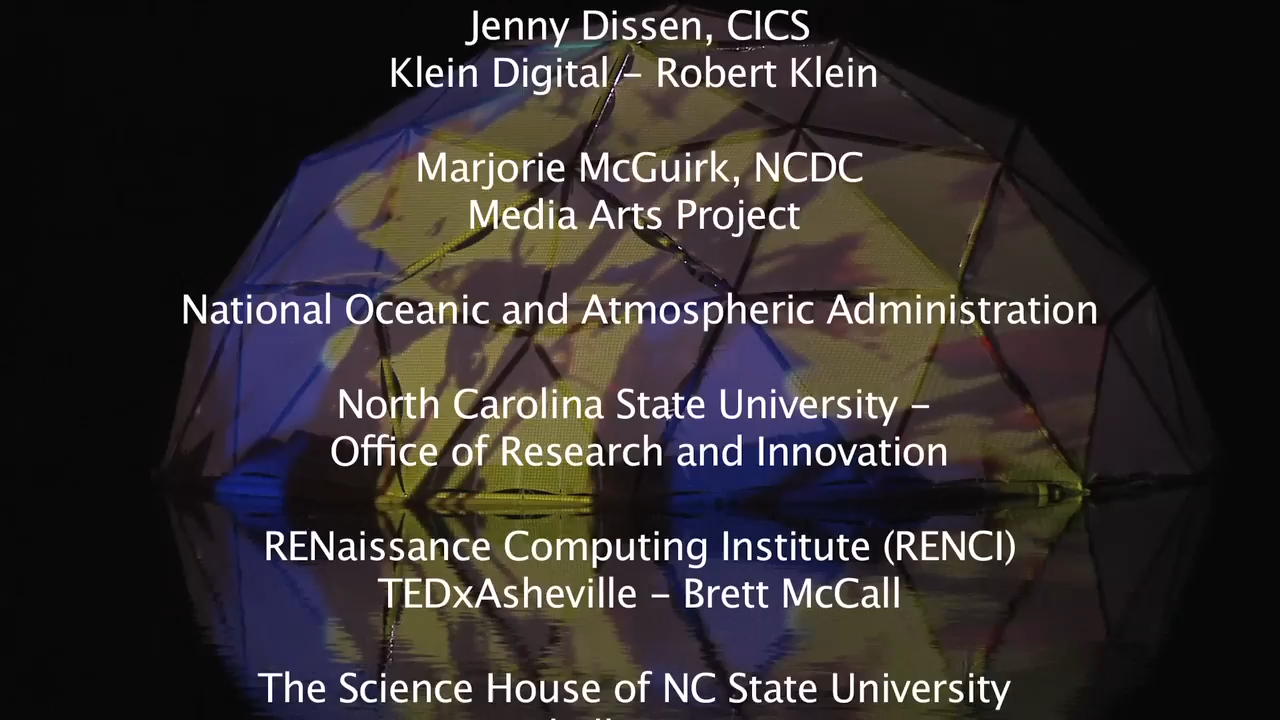 Jenny Dissen, CICS
Klein Digital – Robert Klein
Marjorie McGuirk, NCDC
Media Arts Project
National Oceanic and Atmospheric Administration
North Carolina State University –
Office of Research and Innovation
RENaissance Computing Institute (RENCI)
TEDxAsheville – Brett McCall
The Science House of NC State University